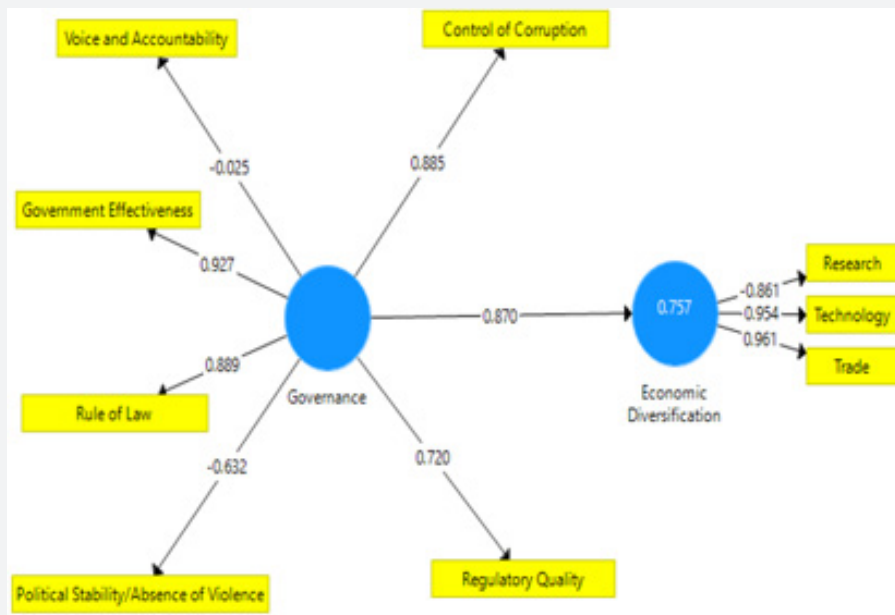 Voice and Accountability
Control of Corruption
-0.025
0.885
Government Effectiveness
0.927
Research
-0.861
0.757
0.870
0.954
Technology
0.961
Trade
0.889
Rule of Law
Governance
Economic
Diversification
-0.632
0.720
Political Stability/Absence of Violence
Regulatory Quality